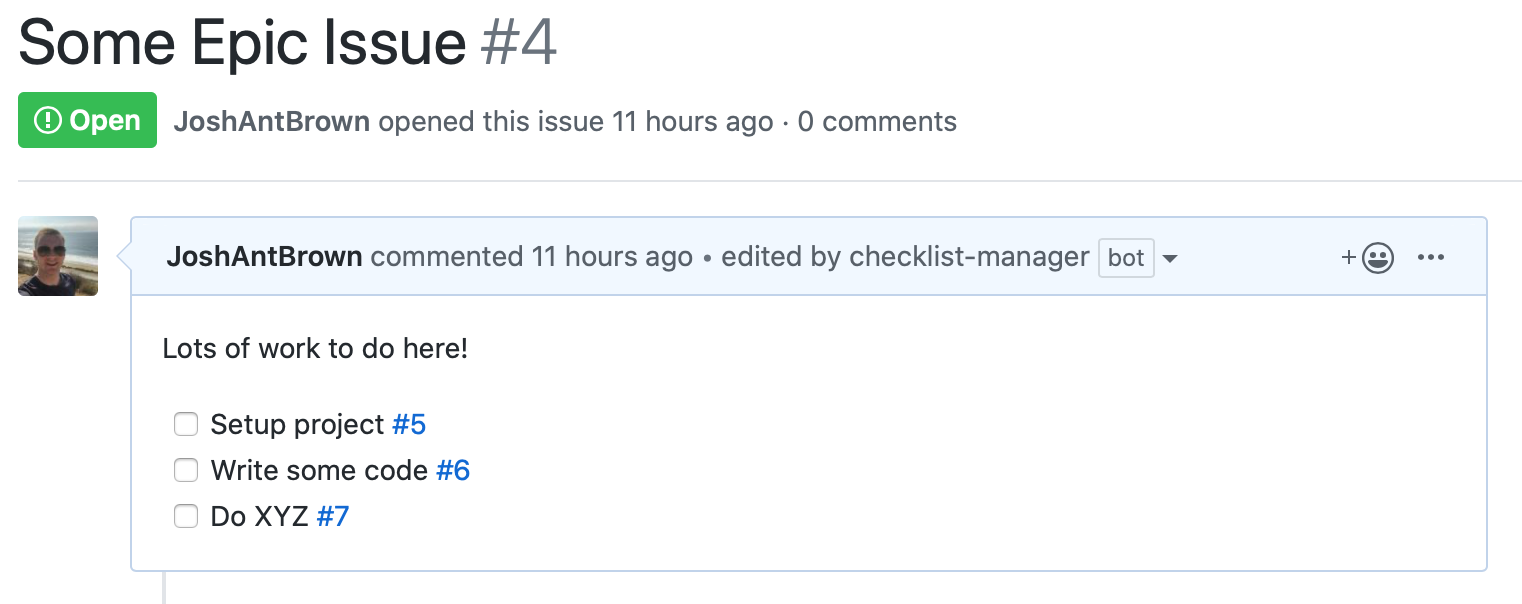 Some Epic Issue #4
Open JoshAntBrown opened this issue 11 hours ago · 0 comments
JoshAntBrown commented 11 hours ago • edited by checklist-manager bot
Lots of work to do here!
Setup project #5
Write some code #6
Do XYZ #7